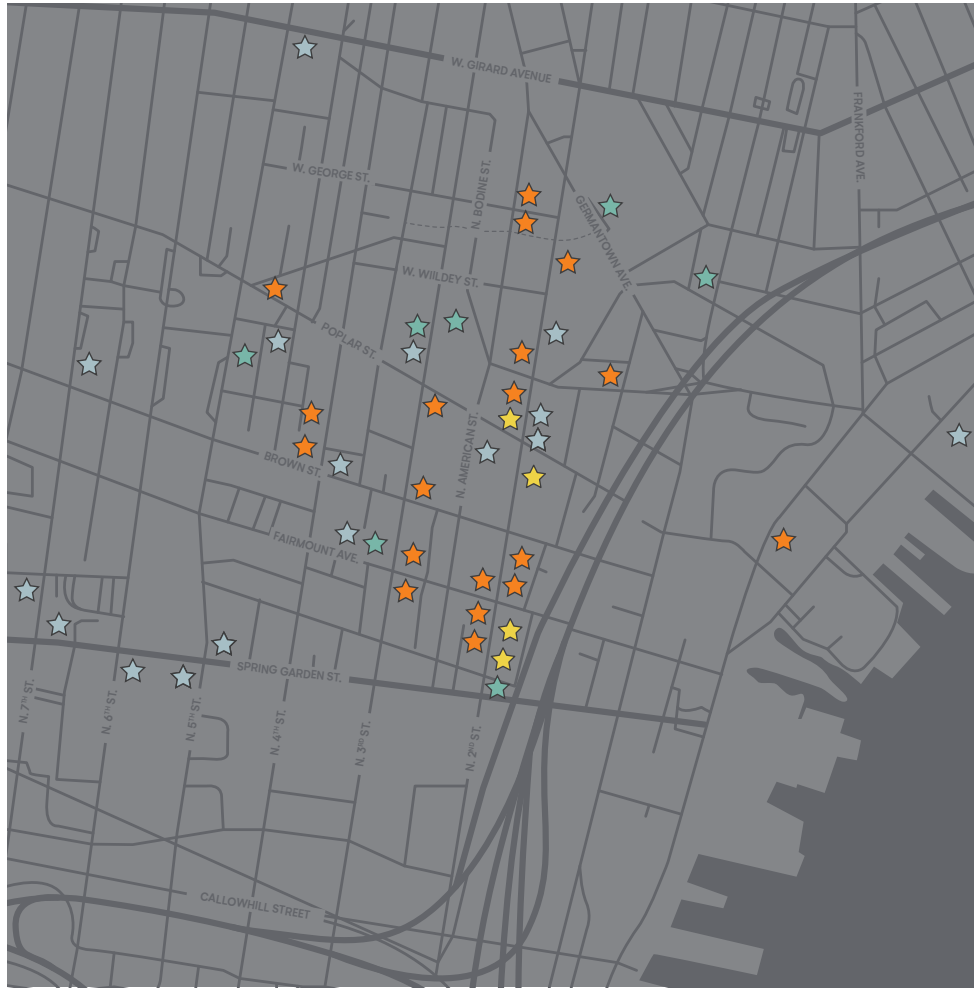 W. GIRARD AVENUE
FRANKFORD AVE.
W. GEORGE ST.
N. BODINE ST.
GERMANTOWN AVE.
W. WIILDEY ST.
POPLAR ST.
N. AMERICAN ST.
BROWN ST.
FAIRMOUNT AVE.
SPRING GARDEN ST.
N. 7TH ST.
N. 6TH ST.
N. 5TH ST.
N. 4TH ST.
N. 3RD ST.
N. 2ND ST.
CALLOWHILL STREET